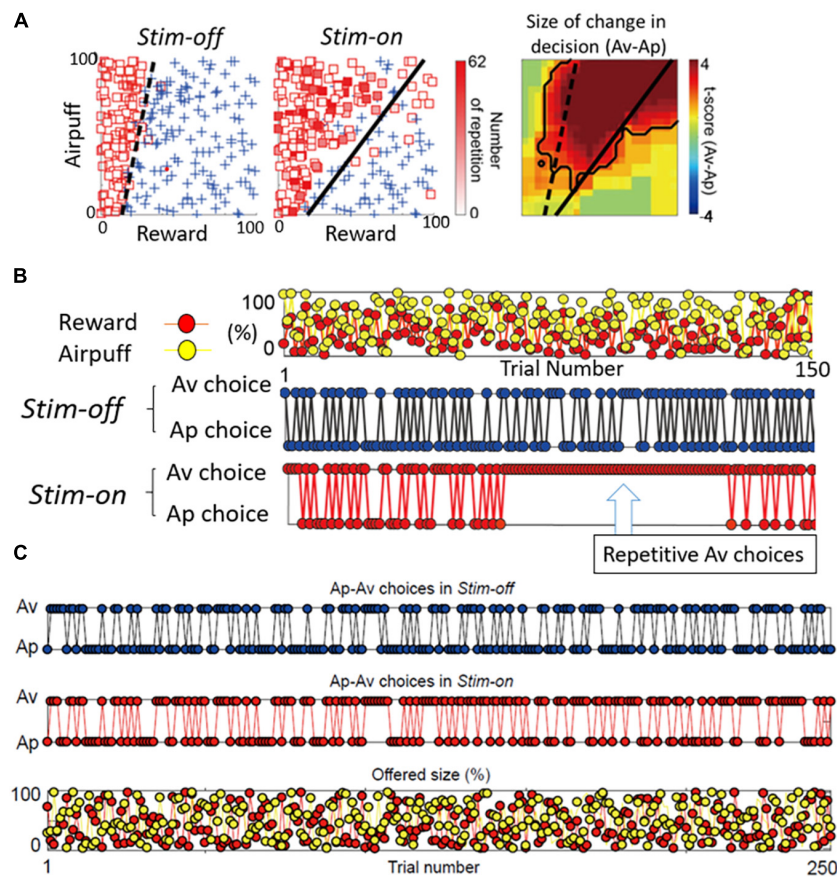 A
Stim-off
Stim-on
Size of change in
decision (Av-Ap)
100
Airpuff
0
0
Reward
100
0
Reward
100
62
Number
of repetition
0
4
t-score (Av-Ap)
-4
B
Reward
Airpuff
(%)
100
0
1
Trial Number
150
Stim-off
Av choice
Ap choice
Stim-on
Av choice
Ap choice
Repetitive Av choices
C
Ap-Av choices in Stim-off
Av
Ap
Ap-Av choices in Stim-on
Av
Ap
Offered size (%)
100
0
1
Trial number
250